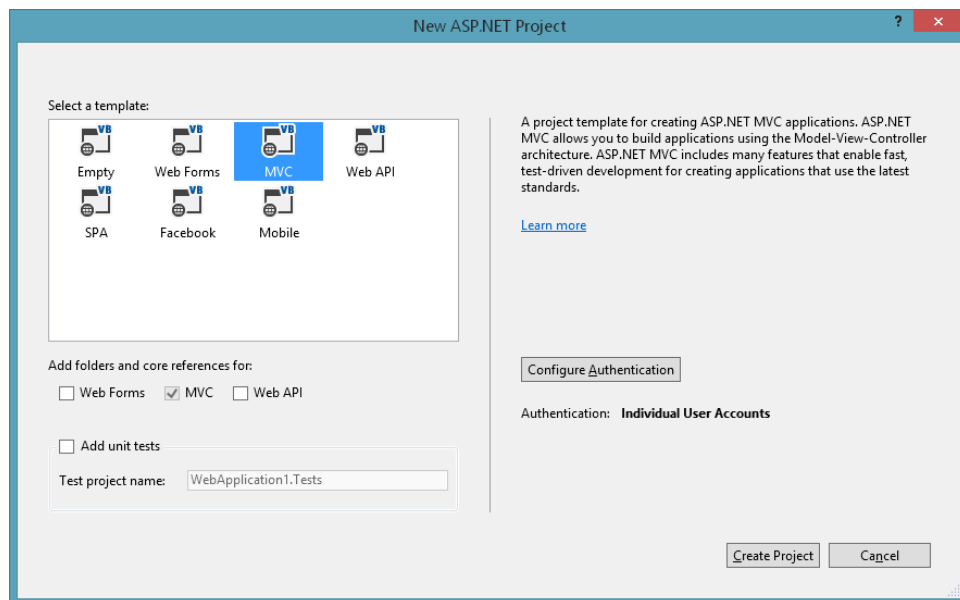 New ASP.NET Project
?
Select a template:
VB VB VB VB
Empty Web Forms MVC Web API
VB VB VB
SPA Facebook Mobile
A project template for creating ASP.NET MVC applications. ASP.NET
MVC allows you to build applications using the Model-View-Controller
architecture. ASP.NET MVC includes many features that enable fast,
test-driven development for creating applications that use the latest
standards.
Learn more
Add folders and core references for:
Web Forms MVC Web API
Add unit tests
Test project name: WebApplication1.Tests
Configure Authentication
Authentication: Individual User Accounts
Create Project Cancel